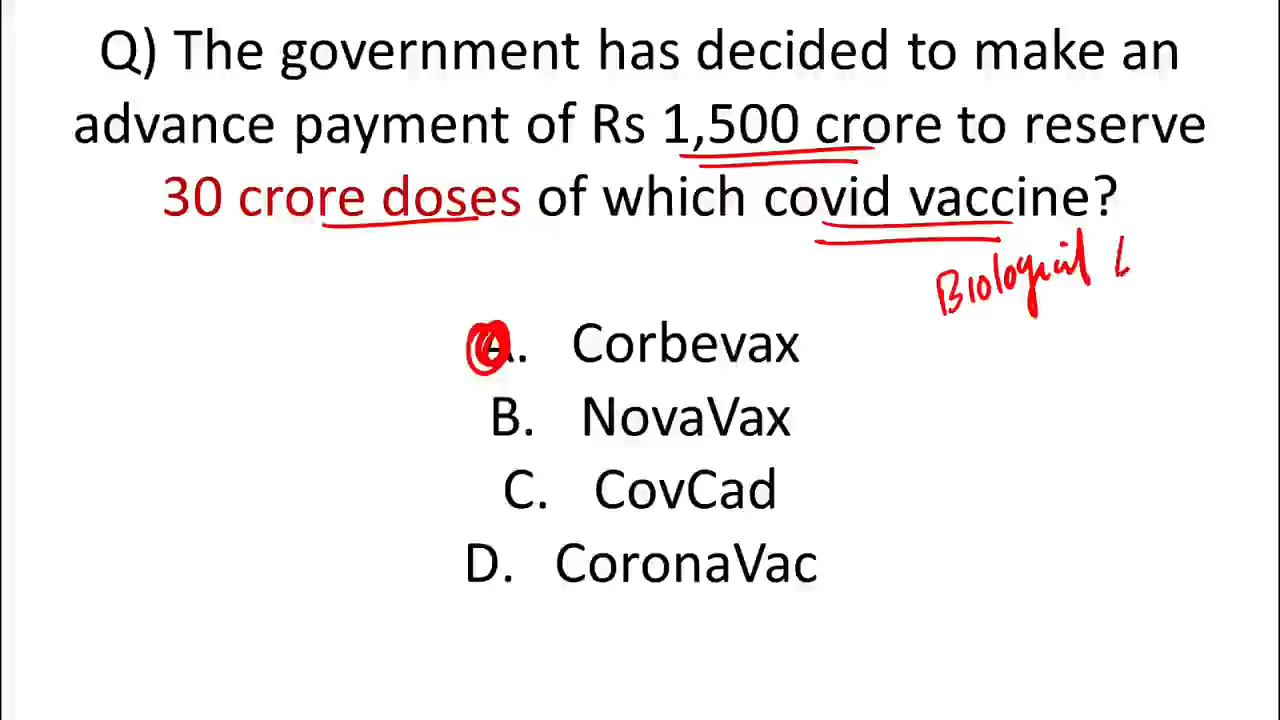 Q) The government has decided to make an
advance payment of Rs 1,500 crore to reserve
30 crore doses of which covid vaccine?
Biological
A. Corbevax
B. NovaVax
C. CovCad
D. CoronaVac